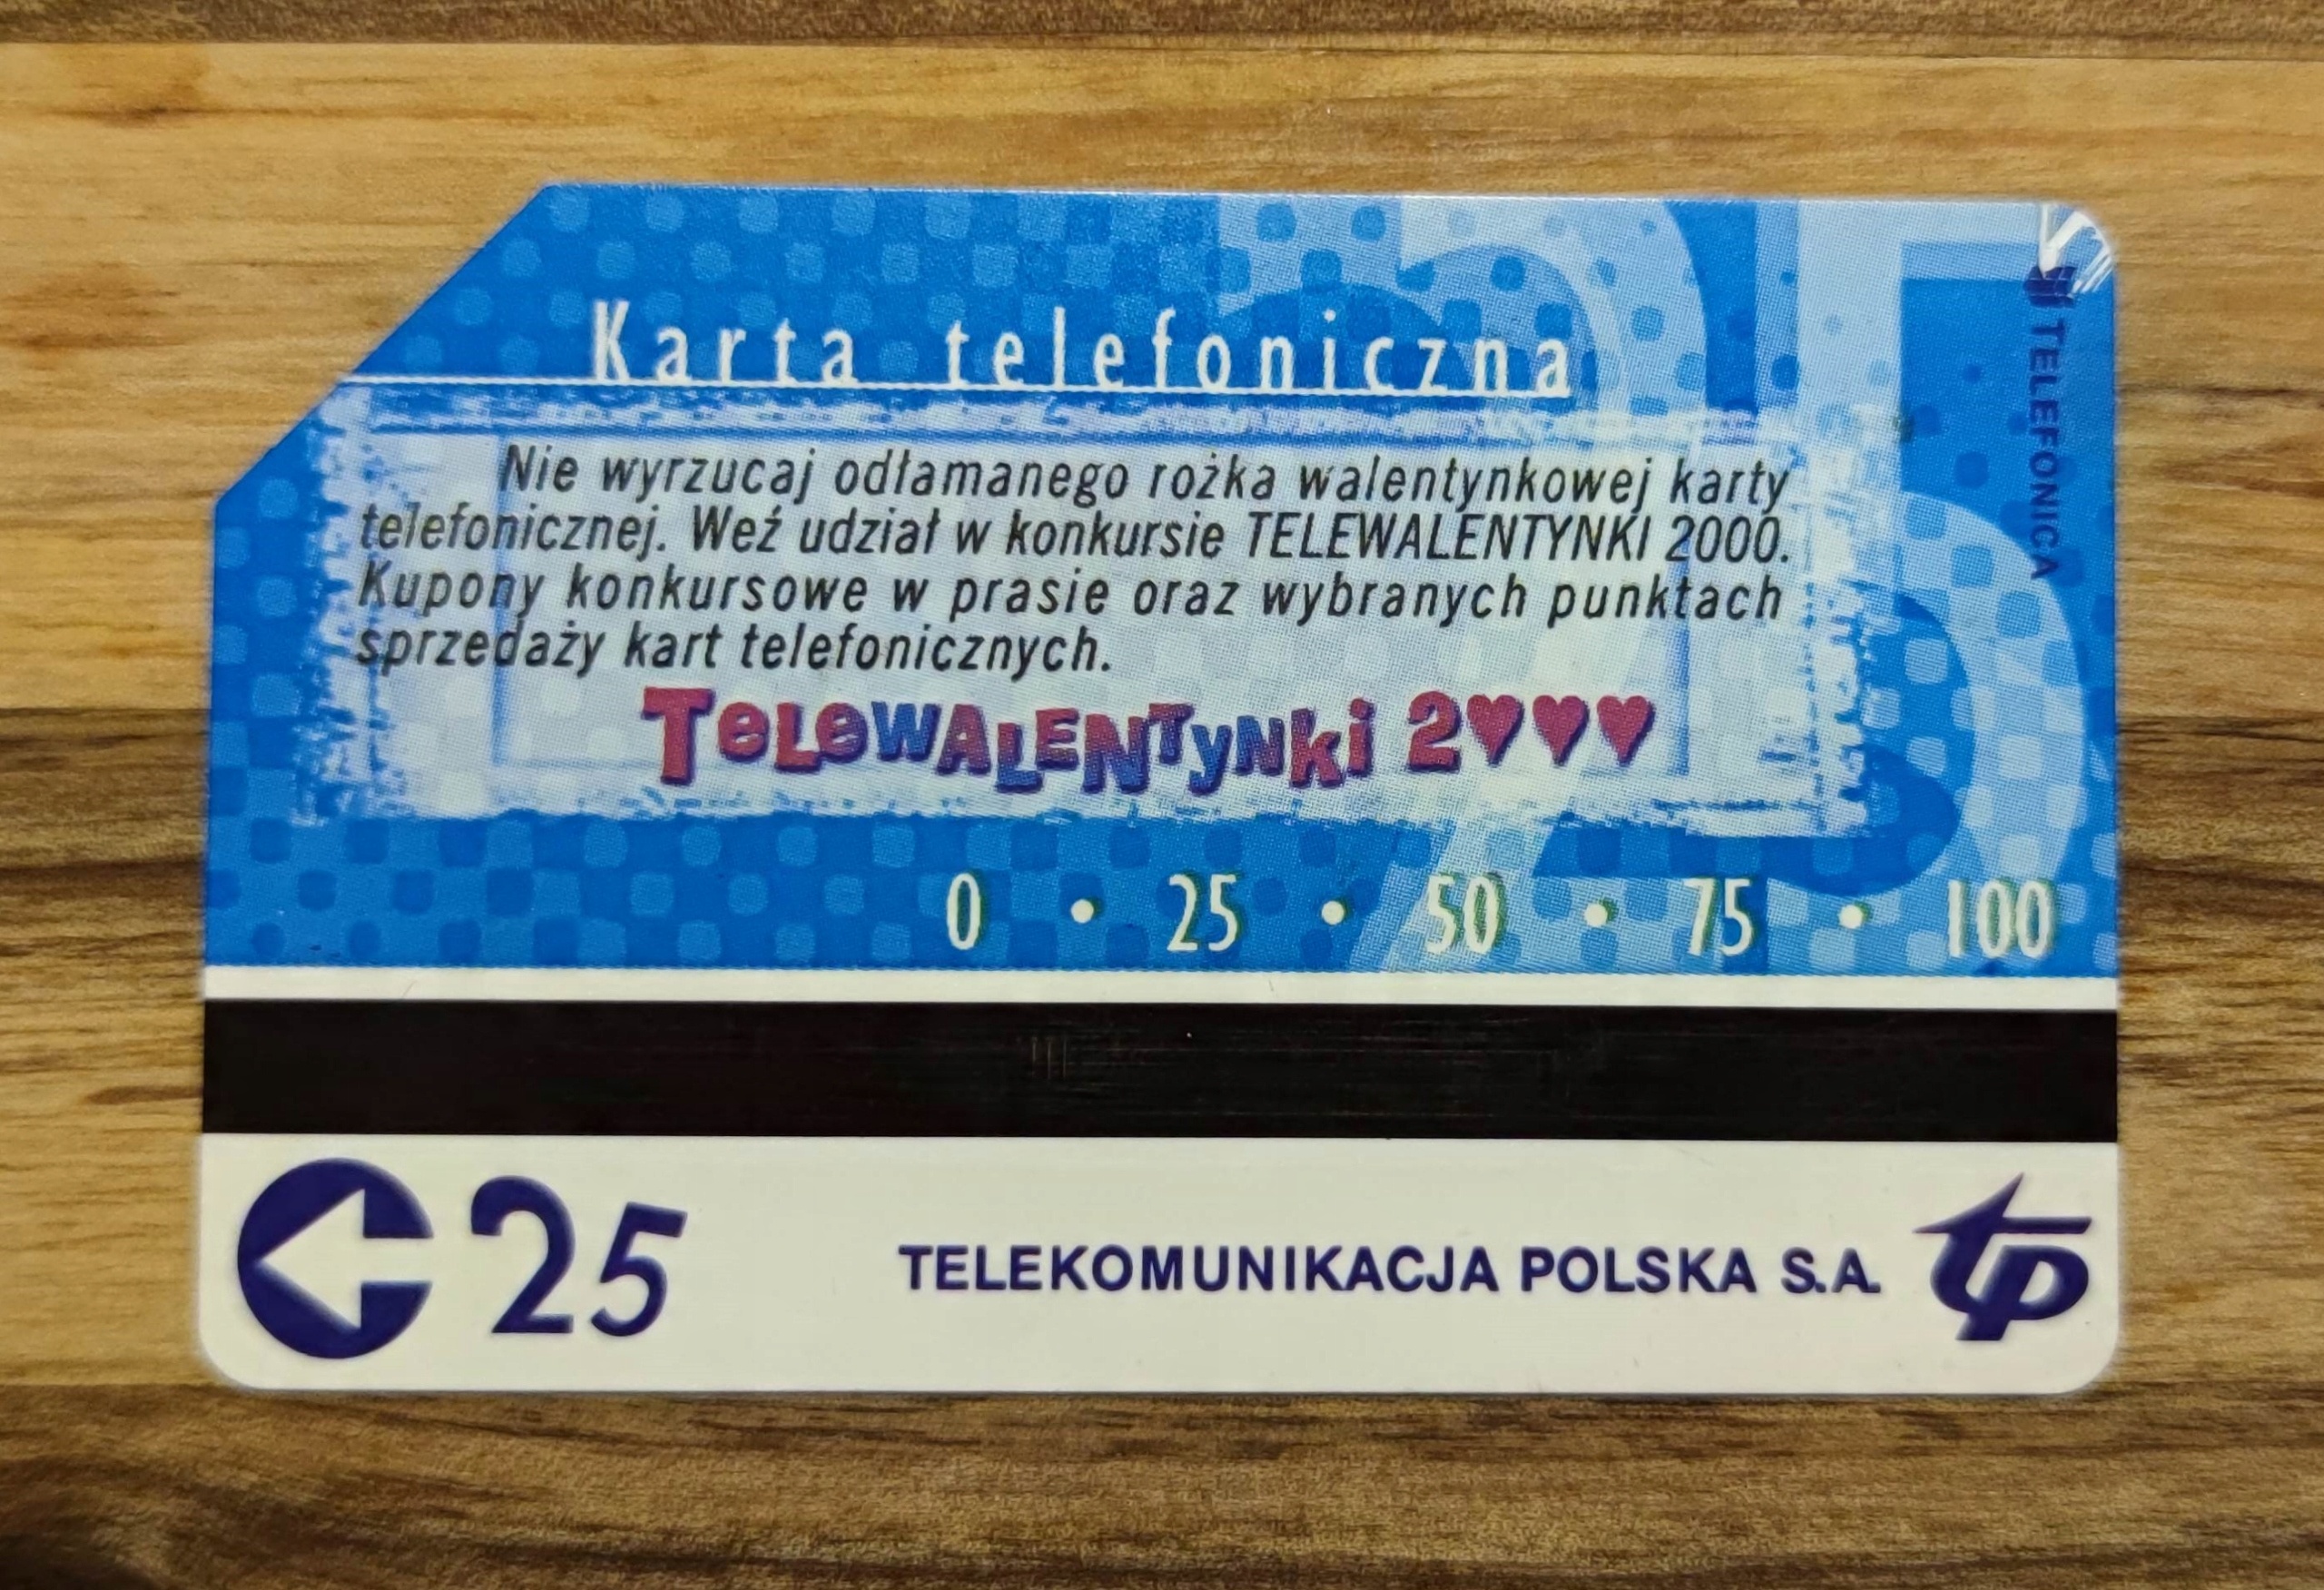 Karta telefoniczna
TELEFONICA
Nie wyrzucaj odłamanego rożka walentynkowej karty
telefonicznej. Weź udział w konkursie TELEWALENTYNKI 2000.
Kupony konkursowe w prasie oraz wybranych punktach
sprzedaży kart telefonicznych.
TeLeWALENTyNki 2♥♥♥
0 • 25 • 50 • 75 • 100
25
TELEKOMUNIKACJA POLSKA S.A.
tp